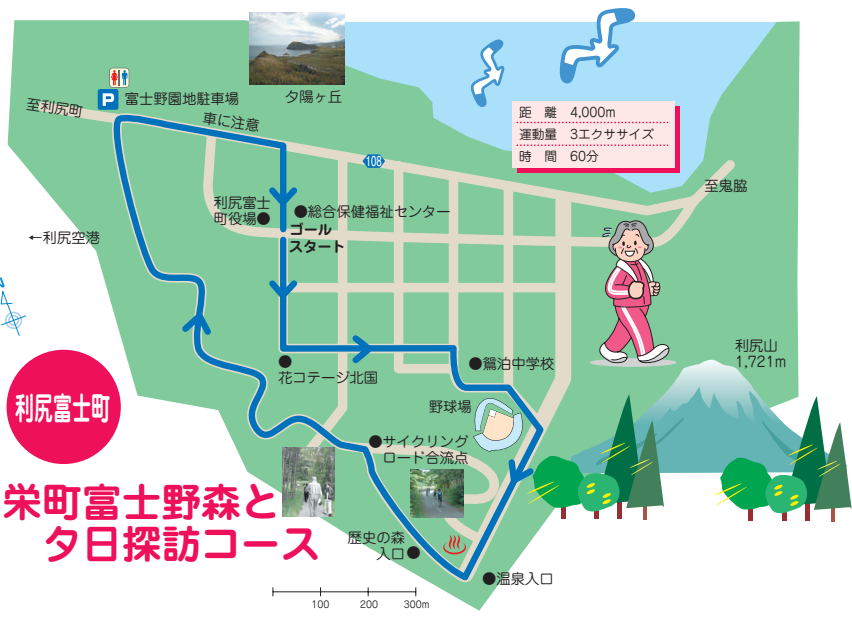 夕陽ヶ丘
P
富士野園地駐車場
至利尻町
車に注意
距　離　4,000m
運動量　3エクササイズ
時　間　60分
108
至鬼脇
利尻富士
町役場●
●総合保健福祉センター
ゴール
スタート
←利尻空港
花コテージ北国
●鴛泊中学校
野球場
利尻山
1,721m
利尻富士町
●サイクリング
ロード合流点
栄町富士野森と
夕日探訪コース
歴史の森
入口●
●温泉入口
100
200
300m